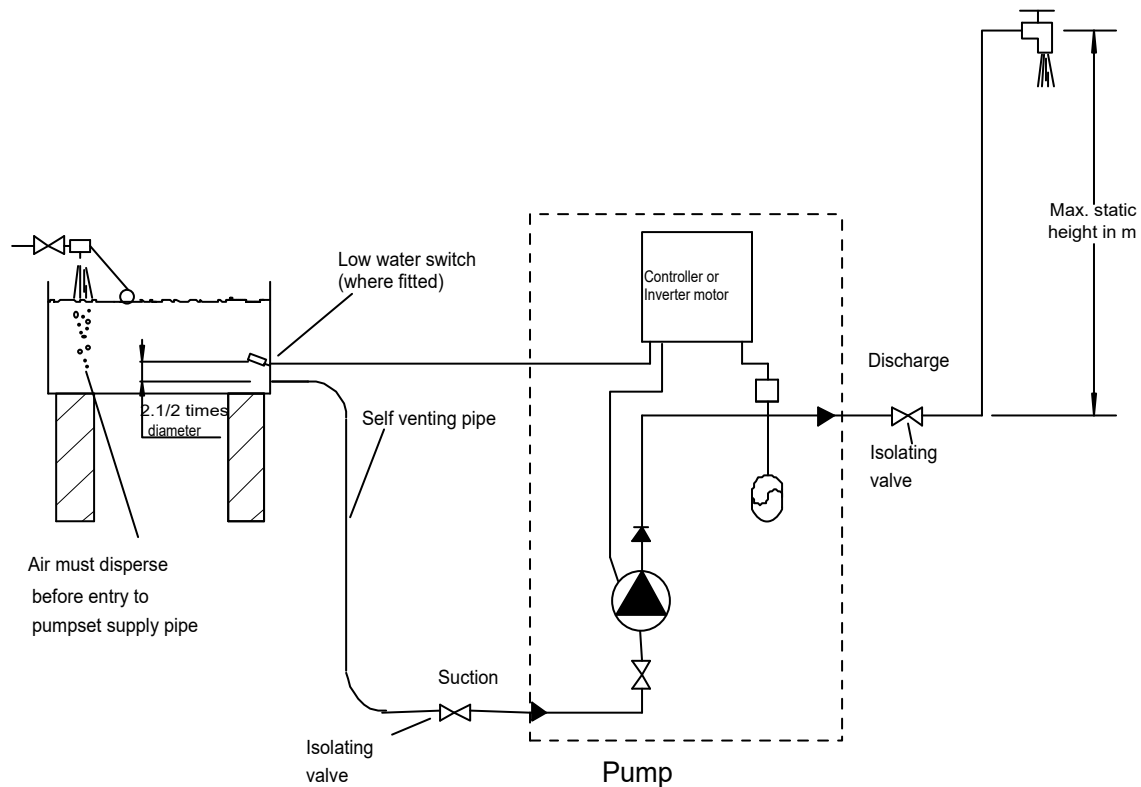 Max. static
height in m
Low water switch
(where fitted)
Controller or
Inverter motor
Discharge
2.1/2 times
diameter
Self venting pipe
Isolating
valve
Air must disperse
before entry to
pumpset supply pipe
Suction
Isolating
valve
Pump